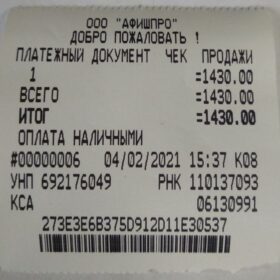 ООО "АФИШПРО"
ДОБРО ПОЖАЛОВАТЬ !
ПЛАТЕЖНЫЙ ДОКУМЕНТ ЧЕК ПРОДАЖИ
1 =1430.00
ВСЕГО =1430.00
ИТОГ =1430.00
ОПЛАТА НАЛИЧНЫМИ
#00000006 04/02/2021 15:37 К08
УНП 692176049 РНК 110137093
КСА 06130991
273E3E6B375D912D11E30537